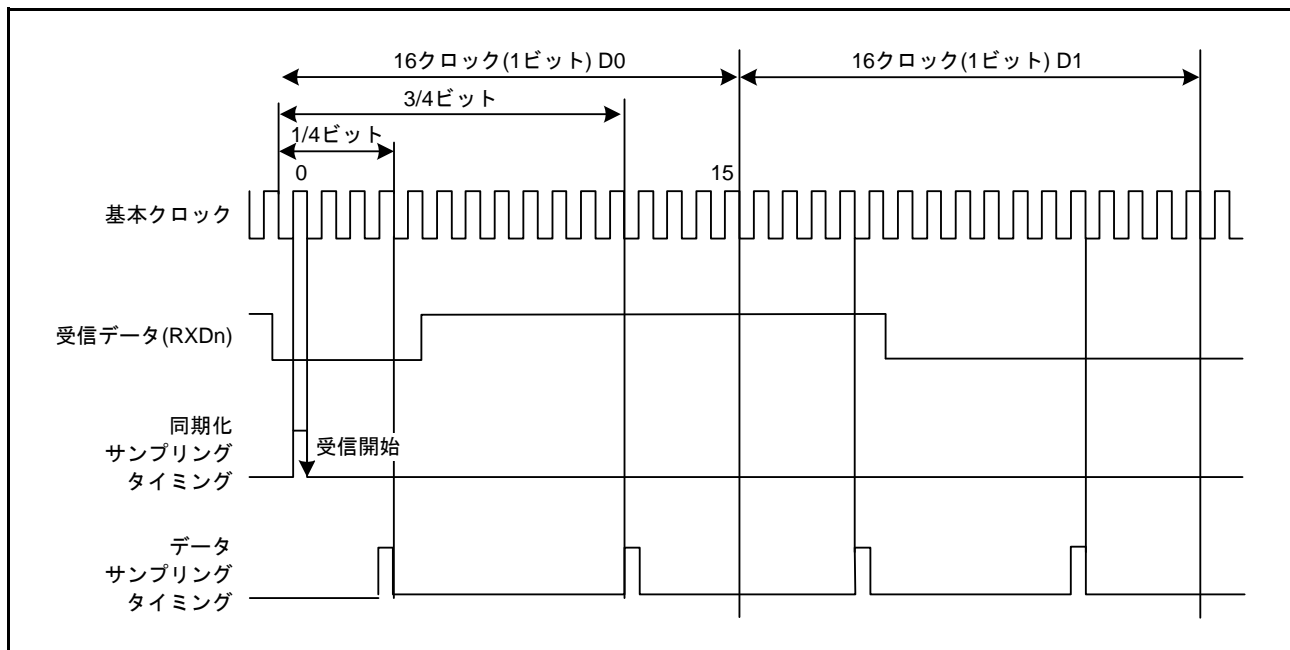 16クロック(1ビット) D0
16クロック(1ビット) D1
3/4ビット
1/4ビット
0
15
基本クロック
受信データ(RXDn)
同期化
サンプリング
タイミング
受信開始
データ
サンプリング
タイミング